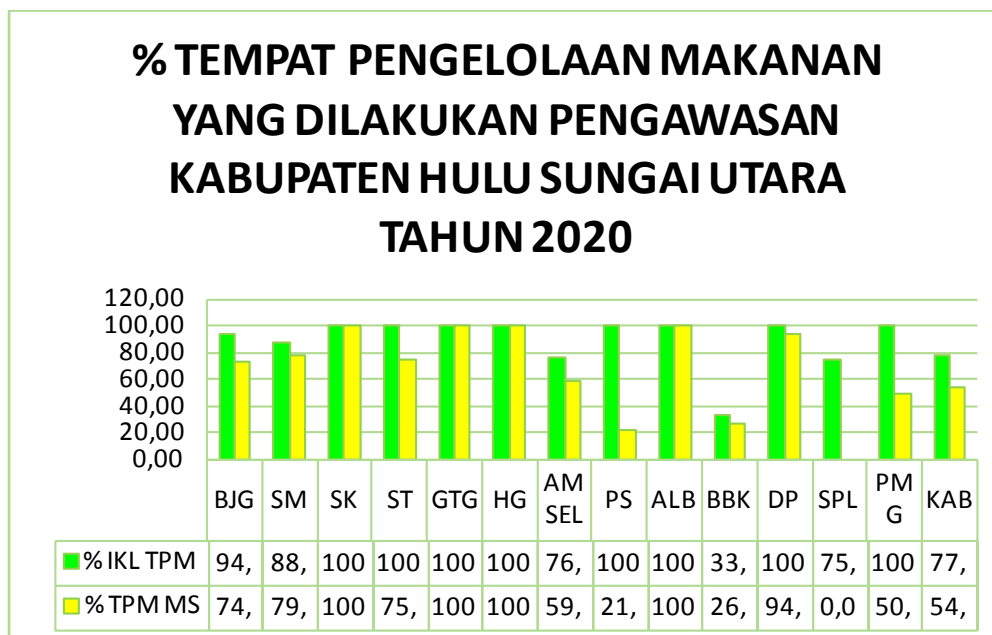 % TEMPAT PENGELOLAAN MAKANAN
YANG DILAKUKAN PENGAWASAN
KABUPATEN HULU SUNGAI UTARA
TAHUN 2020
120,00
100,00
80,00
60,00
40,00
20,00
0,00
BJG SM SK ST GTG HG AM SEL PS ALB BBK DP SPL PM G KAB
% IKL TPM 94, 88, 100 100 100 100 76, 100 100 33, 100 75, 100 77,
% TPM MS 74, 79, 100 75, 100 100 59, 21, 100 26, 94, 0,0 50, 54,